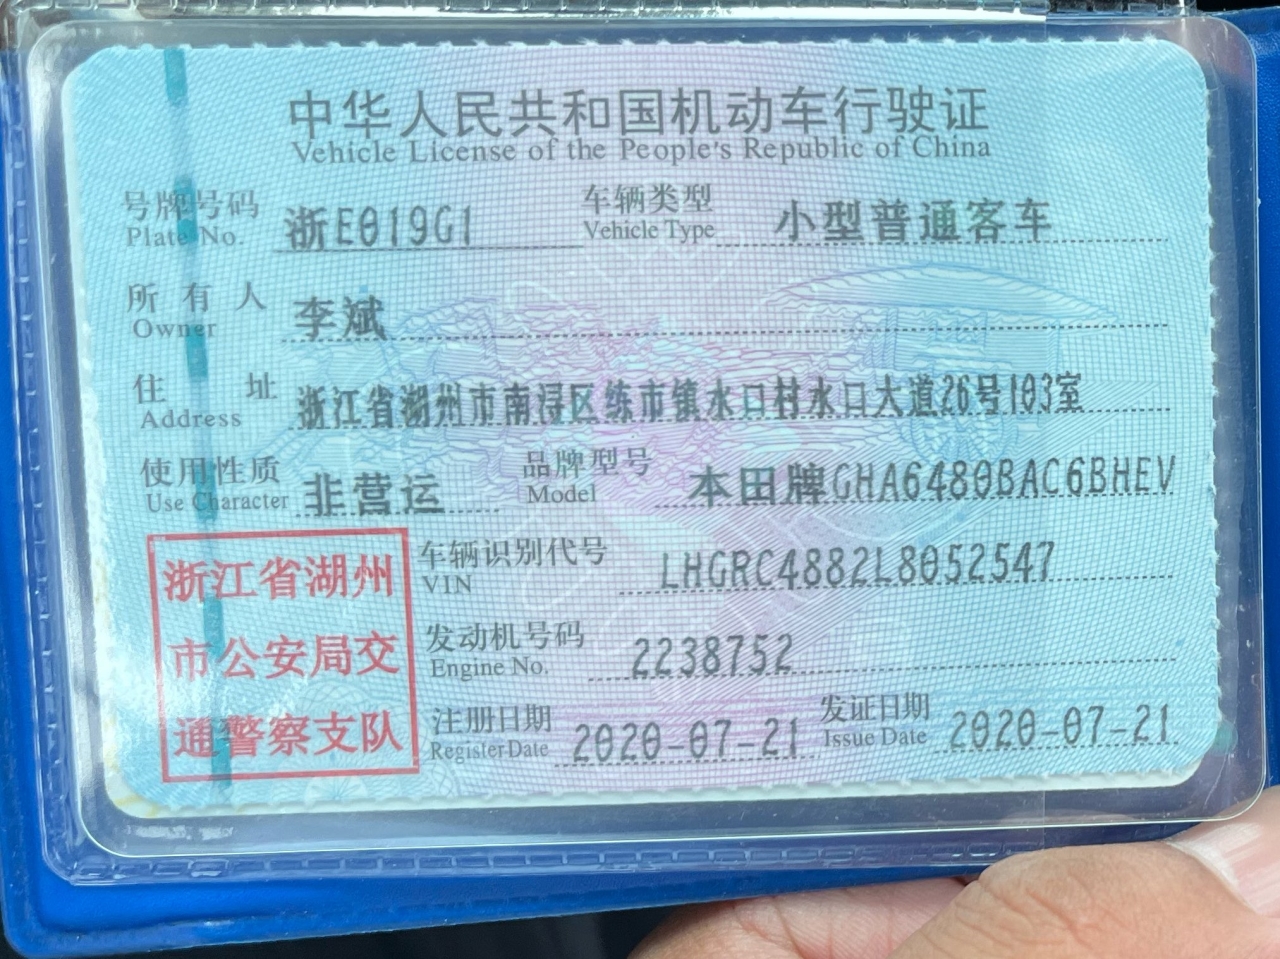 中华人民共和国机动车行驶证
Vehicle License of the People's Republic of China
号牌号码 浙E019G1 车辆类型 小型普通客车
Plate No. Vehicle Type
所有人 李斌
Owner
住址 浙江省湖州市南浔区练市镇水口村水口大道26号103室
Address
使用性质 非营运 品牌型号 本田牌GHA6480BAC6BHEV
Use Character Model
浙江省湖州
市公安局交
通警察支队
车辆识别代号 LHGRC4882L8052547
VIN
发动机号码 2238752
Engine No.
注册日期 2020-07-21 发证日期 2020-07-21
Register Date Issue Date